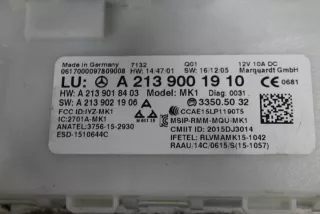 Made in Germany 7132 Q01 12V 10A DC
0617000097809008 HW: 14:47/01 SW: 16/12/05 Marquardt GmbH
LU: A 213 900 19 10
HW: A 213 901 84 03 Model: MK1 Diag: 0031 0681
SW: A 213 902 19 06 3350.5032
FCC ID:IYZ-MK1 CCAE15LP1190T5
IC:2701A-MK1 MSIP-RMM-MQU-MK1
ANATEL:3756-15-2930 CMIIT ID: 2015DJ3014
ESD-1510644C IFETEL: RLVMAMK15-1042
RAAU/14C/0615/S(15-1057)